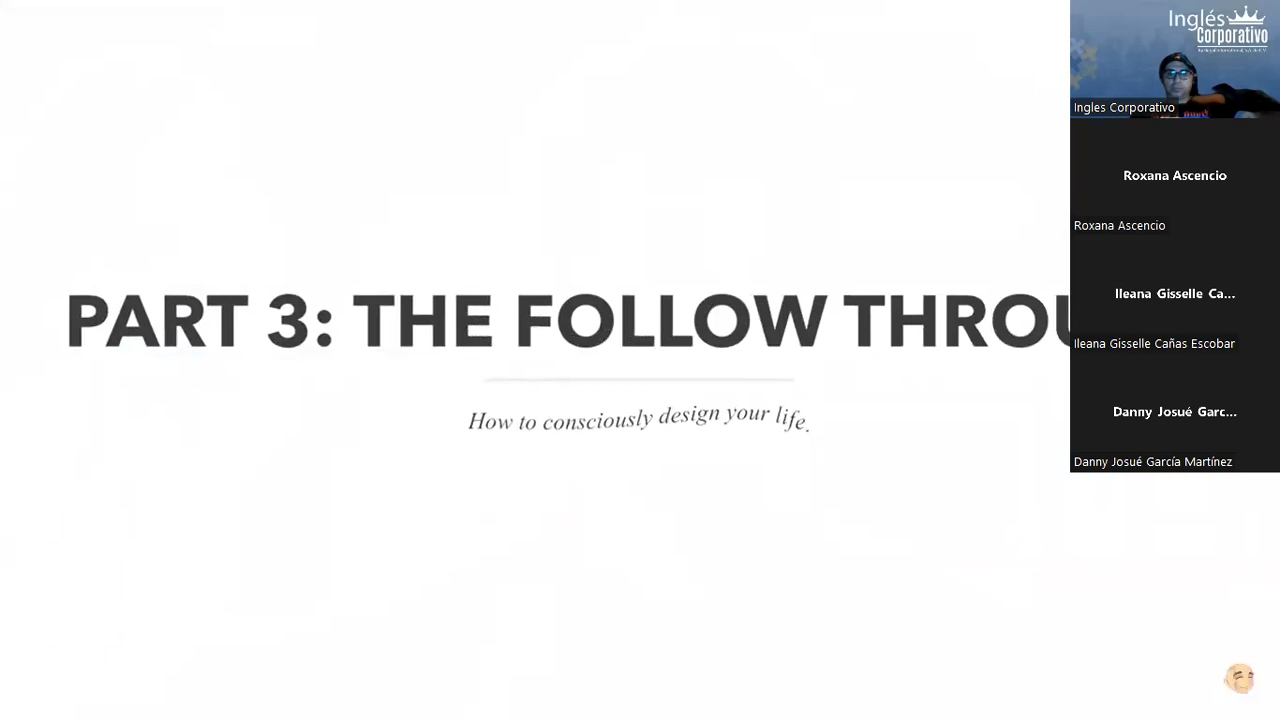 PART 3: THE FOLLOW THROU
How to consciously design your life.
Inglés
Corporativo
Ingles Corporativo
Roxana Ascencio
Roxana Ascencio
Ileana Gisselle Ca...
Ileana Gisselle Cañas Escobar
Danny Josué Garc...
Danny Josué García Martínez